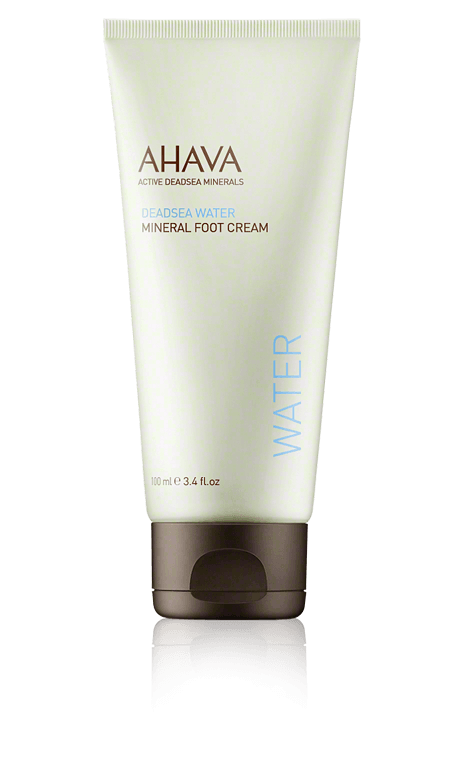 AHAVA
ACTIVE DEADSEA MINERALS
DEADSEA WATER
MINERAL FOOT CREAM
WATER
100 ml ℮ 3.4 fl.oz